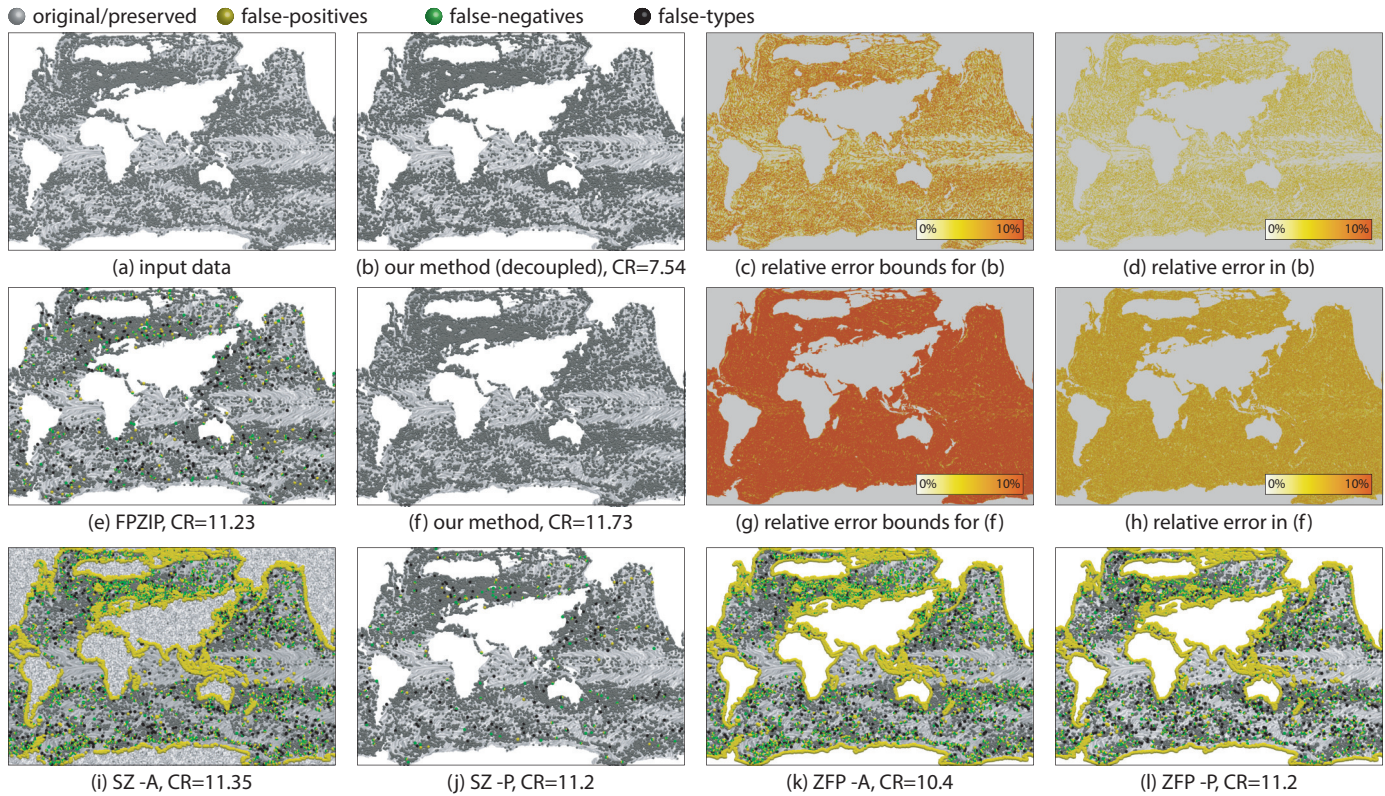 original/preserved false-positives false-negatives false-types
(a) input data
(b) our method (decoupled), CR=7.54
0% 10%
(c) relative error bounds for (b)
0% 10%
(d) relative error in (b)
(e) FPZIP, CR=11.23
(f) our method, CR=11.73
0% 10%
(g) relative error bounds for (f)
0% 10%
(h) relative error in (f)
(i) SZ -A, CR=11.35
(j) SZ -P, CR=11.2
(k) ZFP -A, CR=10.4
(l) ZFP -P, CR=11.2